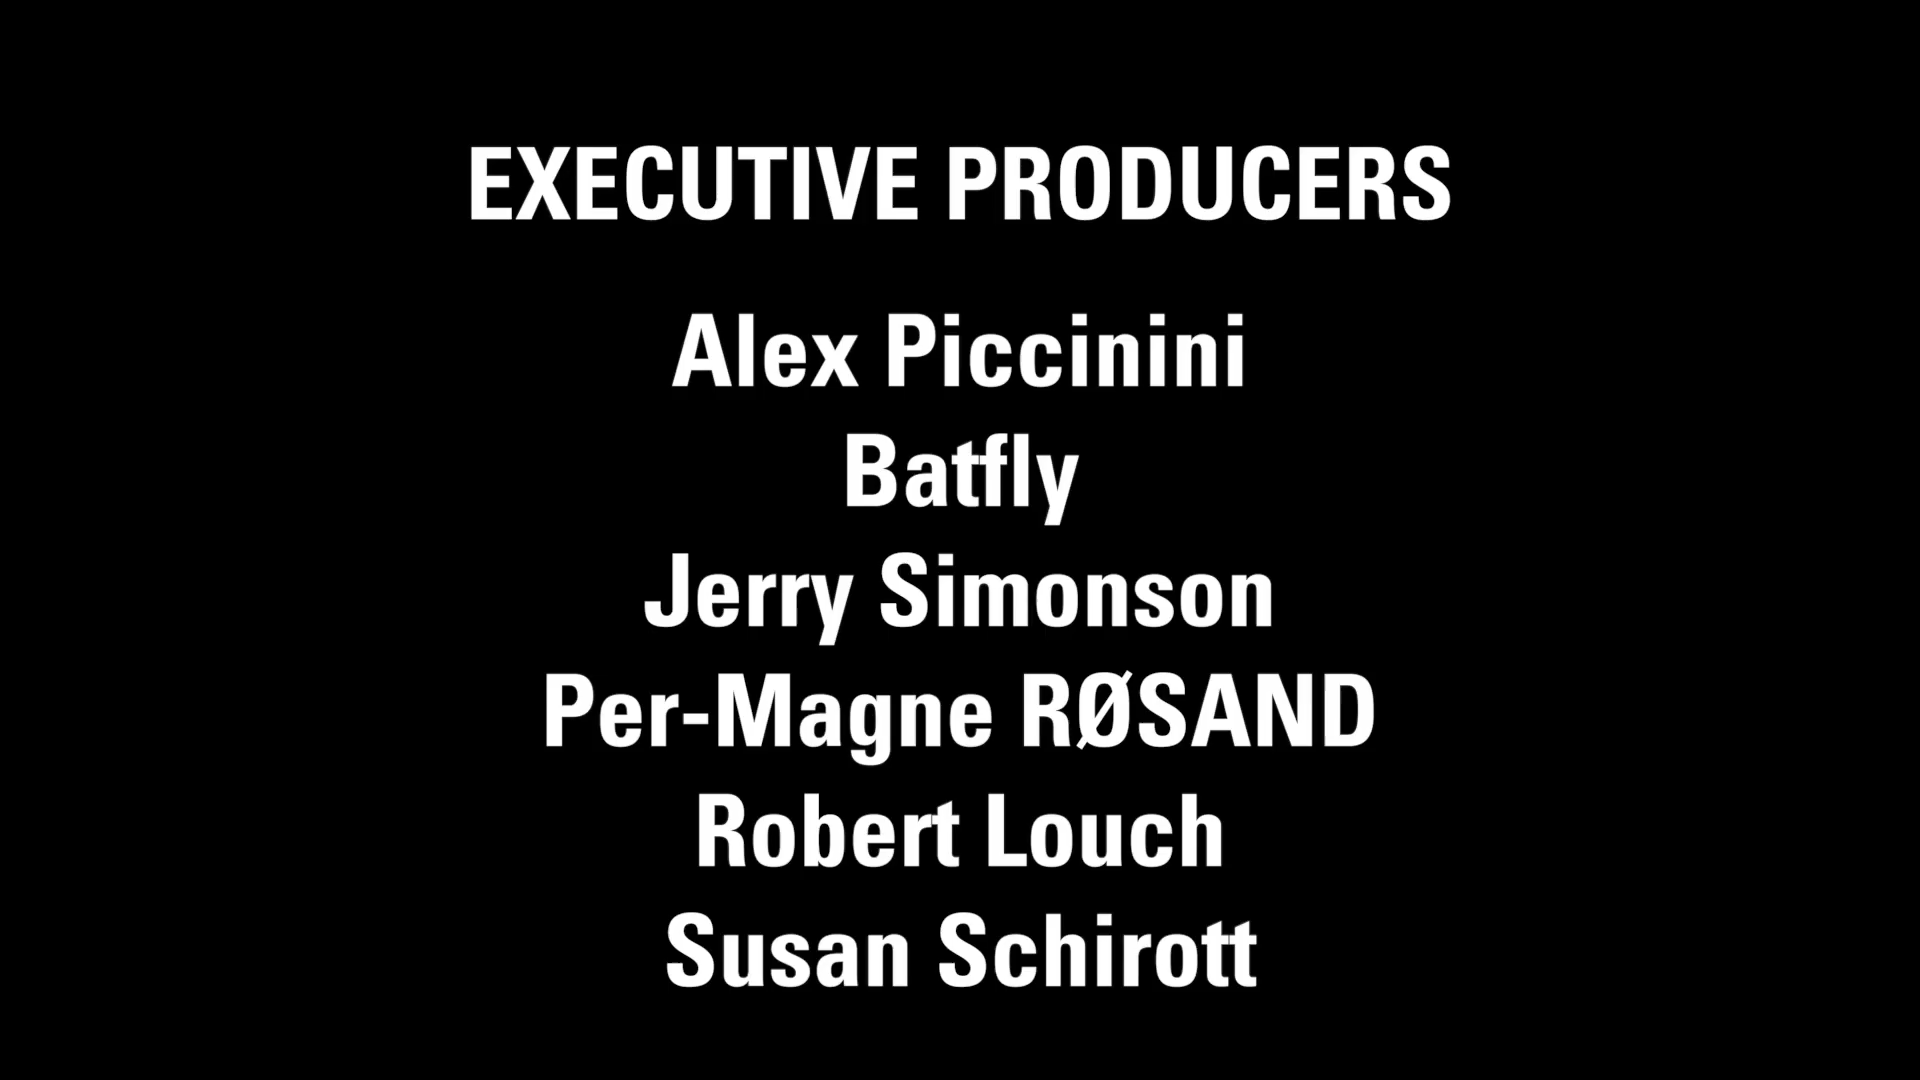 EXECUTIVE PRODUCERS
Alex Piccinini
Batfly
Jerry Simonson
Per-Magne RØSAND
Robert Louch
Susan Schirott